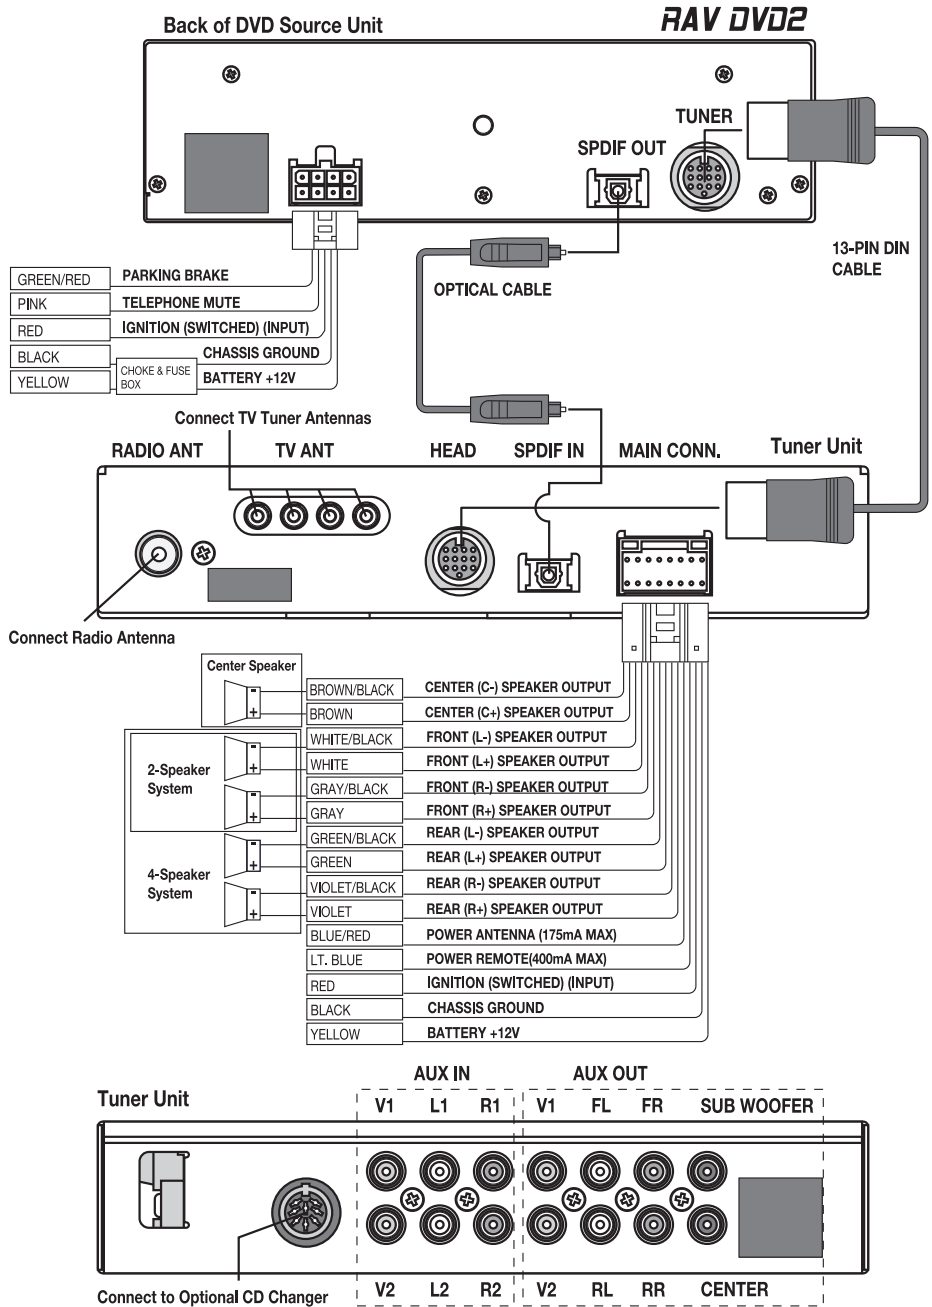 Back of DVD Source Unit
RAV DVD2
TUNER
SPDIF OUT
13-PIN DIN
CABLE
OPTICAL CABLE
GREEN/RED PARKING BRAKE
PINK TELEPHONE MUTE
RED IGNITION (SWITCHED) (INPUT)
BLACK CHASSIS GROUND
YELLOW BATTERY +12V
CHOKE & FUSE
BOX
Connect TV Tuner Antennas
RADIO ANT TV ANT HEAD SPDIF IN MAIN CONN. Tuner Unit
Connect Radio Antenna
Center Speaker
BROWN/BLACK CENTER (C-) SPEAKER OUTPUT
BROWN CENTER (C+) SPEAKER OUTPUT
WHITE/BLACK FRONT (L-) SPEAKER OUTPUT
WHITE FRONT (L+) SPEAKER OUTPUT
2-Speaker
System
GRAY/BLACK FRONT (R-) SPEAKER OUTPUT
GRAY FRONT (R+) SPEAKER OUTPUT
GREEN/BLACK REAR (L-) SPEAKER OUTPUT
GREEN REAR (L+) SPEAKER OUTPUT
4-Speaker
System
VIOLET/BLACK REAR (R-) SPEAKER OUTPUT
VIOLET REAR (R+) SPEAKER OUTPUT
BLUE/RED POWER ANTENNA (175mA MAX)
LT. BLUE POWER REMOTE(400mA MAX)
RED IGNITION (SWITCHED) (INPUT)
BLACK CHASSIS GROUND
YELLOW BATTERY +12V
AUX IN AUX OUT
Tuner Unit
V1 L1 R1 V1 FL FR SUB WOOFER
V2 L2 R2 V2 RL RR CENTER
Connect to Optional CD Changer